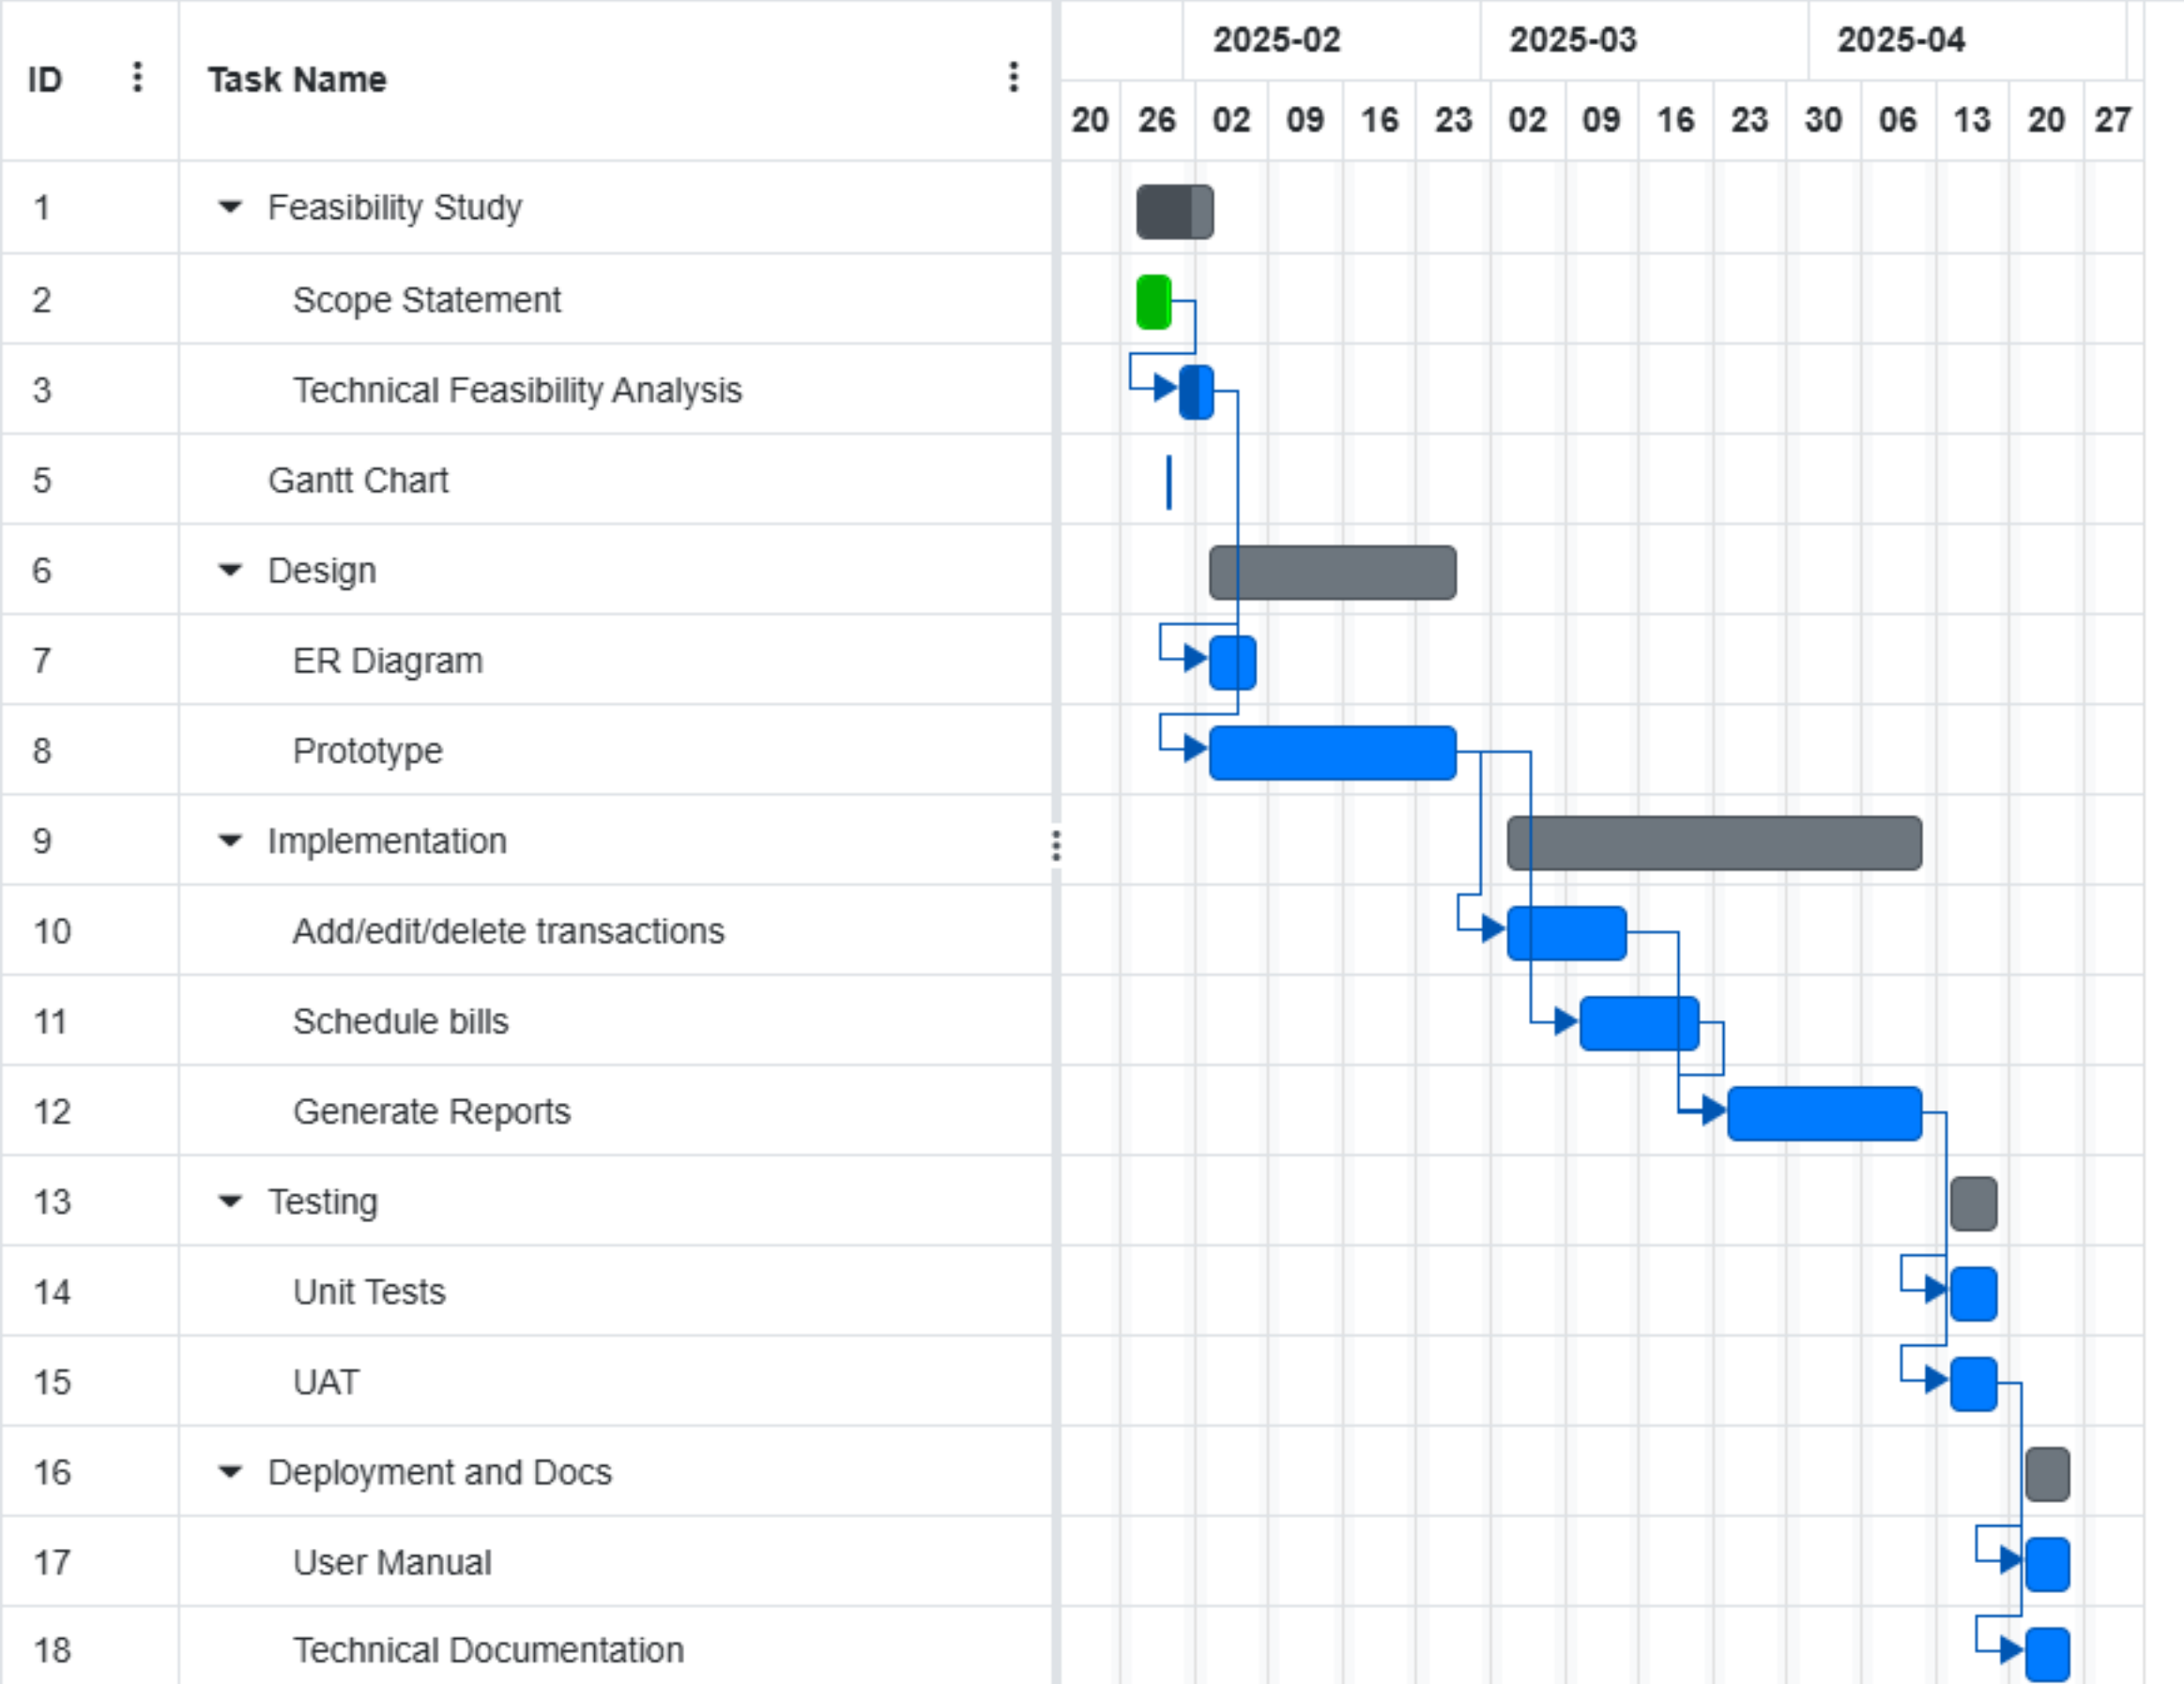 ID Task Name 2025-02 2025-03 2025-04
20 26 02 09 16 23 02 09 16 23 30 06 13 20 27
1 Feasibility Study
2 Scope Statement
3 Technical Feasibility Analysis
5 Gantt Chart
6 Design
7 ER Diagram
8 Prototype
9 Implementation
10 Add/edit/delete transactions
11 Schedule bills
12 Generate Reports
13 Testing
14 Unit Tests
15 UAT
16 Deployment and Docs
17 User Manual
18 Technical Documentation